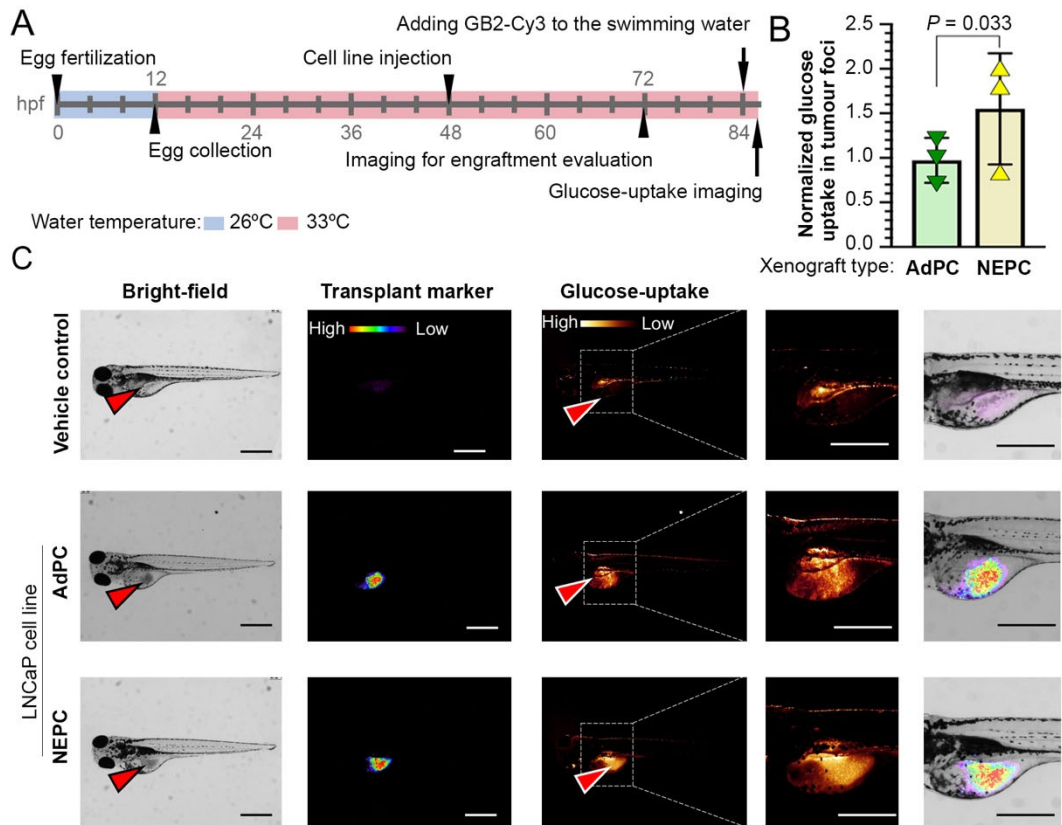 A
Adding GB2-Cy3 to the swimming water
Egg fertilization
Cell line injection
12
72
hpf
0
24
36
48
60
84
Egg collection
Imaging for engraftment evaluation
Glucose-uptake imaging
Water temperature: 26ºC 33ºC
B
P = 0.033
Normalized glucose
uptake in tumour foci
2.5
2.0
1.5
1.0
0.5
0.0
Xenograft type: AdPC NEPC
C
Bright-field
Transplant marker
Glucose-uptake
High Low
High Low
Vehicle control
LNCaP cell line
AdPC
NEPC